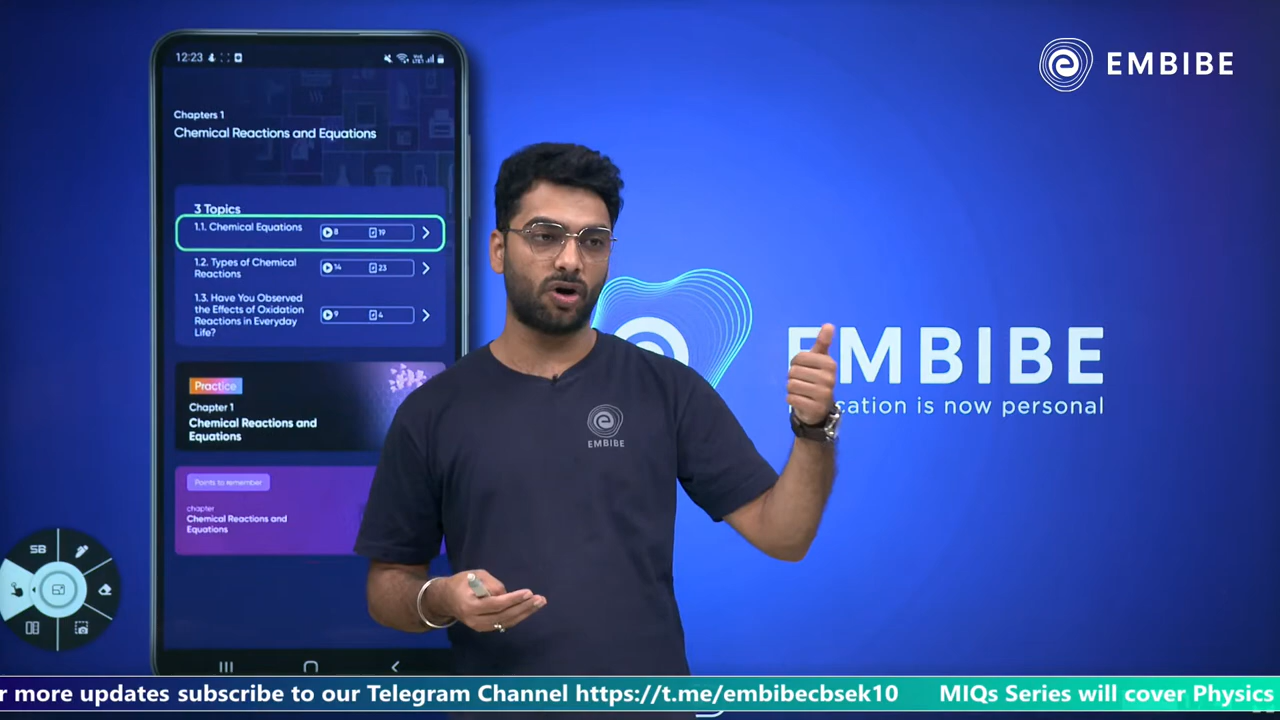 12:23
EMBIBE
Chapters 1
Chemical Reactions and Equations
3 Topics
1.1. Chemical Equations
8
19
1.2. Types of Chemical
Reactions
14
23
1.3. Have You Observed
the Effects of Oxidation
Reactions in Everyday
Life?
9
4
Practice
Chapter 1
Chemical Reactions and
Equations
Points to remember
chapter
Chemical Reactions and
Equations
EMBIBE
EMBIBE
cation is now personal
SB
r more updates subscribe to our Telegram Channel https://t.me/embibecbsek10 MIQs Series will cover Physics